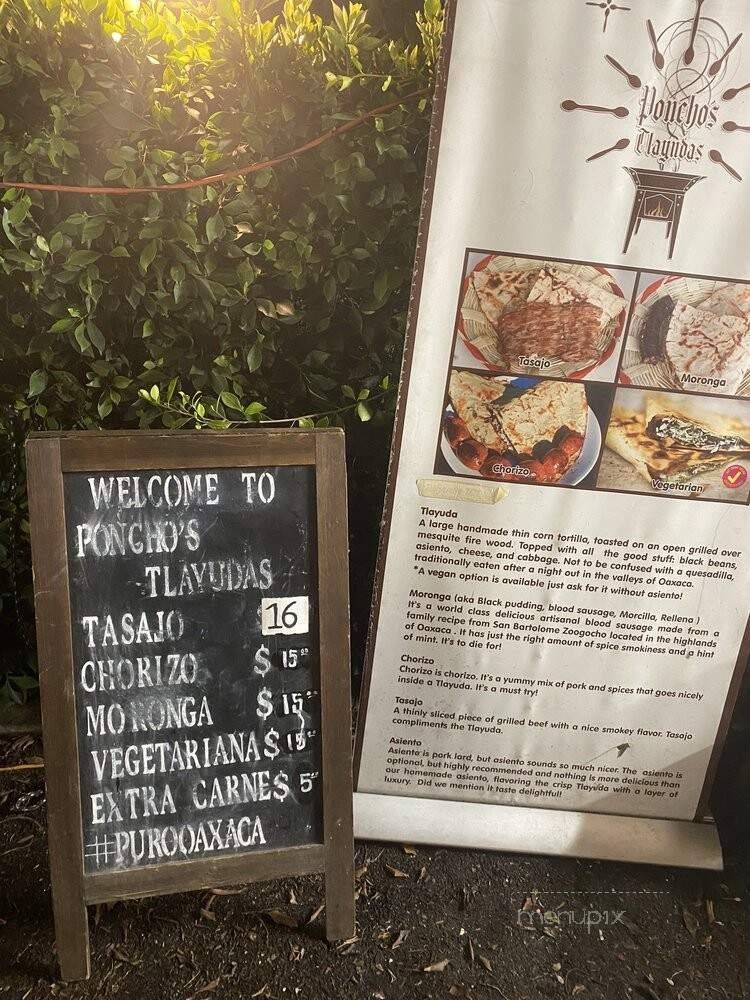 WELCOME TO
PONCHO'S
TLAYUDAS
TASAJO 16
CHORIZO $ 15.00
MORONGA $ 15.00
VEGETARIANA $ 15.00
EXTRA CARNE $ 5.00
#PUROOAXACA
Ponchos
Tlayudas
Tasajo
Moronga
Chorizo
Vegetarian
Tlayuda
A large handmade thin corn tortilla, toasted on an open grilled over
mesquite fire wood. Topped with all the good stuff: black beans,
asiento, cheese, and cabbage. Not to be confused with a quesadilla,
traditionally eaten after a night out in the valleys of Oaxaca.
*A vegan option is available just ask for it without asiento!
Moronga (aka Black pudding, blood sausage, Morcilla, Rellena )
It's a world class delicious artisanal blood sausage made from a
family recipe from San Bartolome Zoogocho located in the highlands
of Oaxaca . It has just the right amount of spice smokiness and a hint
of mint. It's to die for!
Chorizo
Chorizo is chorizo. It's a yummy mix of pork and spices that goes nicely
inside a Tlayuda. It's a must try!
Tasajo
A thinly sliced piece of grilled beef with a nice smokey flavor. Tasajo
compliments the Tlayuda.
Asiento
Asiento is pork lard, but asiento sounds so much nicer. The asiento is
optional, but highly recommended and nothing is more delicious than
our homemade asiento, flavoring the crisp Tlayuda with a layer of
luxury. Did we mention it taste delightful!
menupix